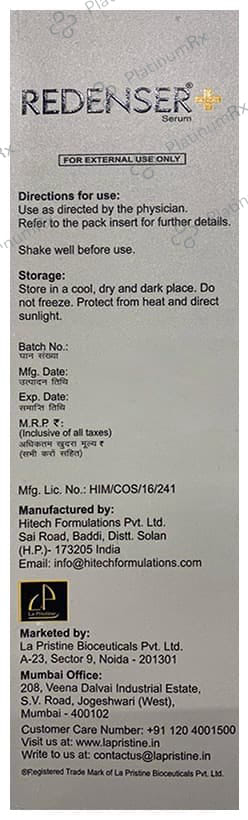 REDENSER®+
Serum
FOR EXTERNAL USE ONLY
Directions for use:
Use as directed by the physician.
Refer to the pack insert for further details.
Shake well before use.
Storage:
Store in a cool, dry and dark place. Do
not freeze. Protect from heat and direct
sunlight.
Batch No.:
घान संख्या
Mfg. Date:
उत्पादन तिथि
Exp. Date:
समाप्ति तिथि
M.R.P. ₹:
(Inclusive of all taxes)
अधिकतम खुदरा मूल्य ₹
(सभी करों सहित)
Mfg. Lic. No.: HIM/COS/16/241
Manufactured by:
Hitech Formulations Pvt. Ltd.
Sai Road, Baddi, Distt. Solan
(H.P.)- 173205 India
Email: info@hitechformulations.com
LP
La Pristine
Marketed by:
La Pristine Bioceuticals Pvt. Ltd.
A-23, Sector 9, Noida - 201301
Mumbai Office:
208, Veena Dalvai Industrial Estate,
S.V. Road, Jogeshwari (West),
Mumbai - 400102
Customer Care Number: +91 120 4001500
Visit us at: www.lapristine.in
Write to us at: contactus@lapristine.in
®Registered Trade Mark of La Pristine Bioceuticals Pvt. Ltd.
PlatinumRx